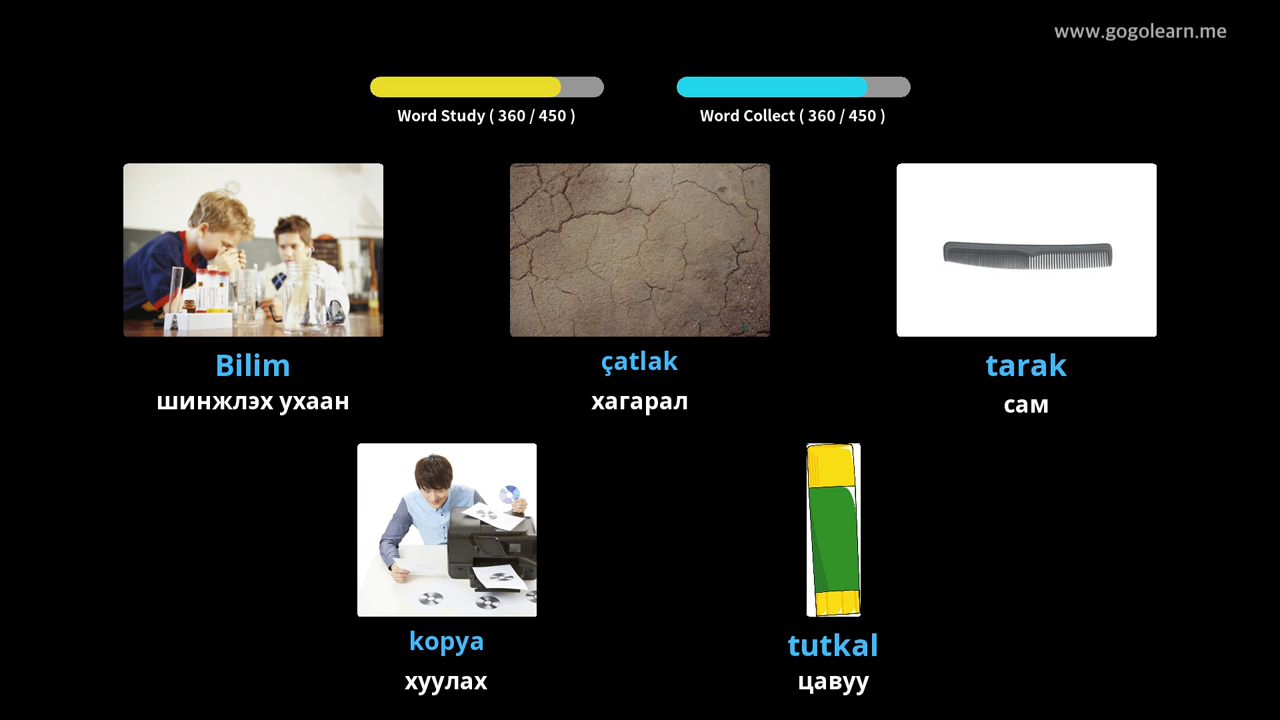 www.gogolearn.me
Word Study ( 360 / 450 )
Word Collect ( 360 / 450 )
Bilim
шинжлэх ухаан
çatlak
хагарал
tarak
сам
kopya
хуулах
tutkal
цавуу